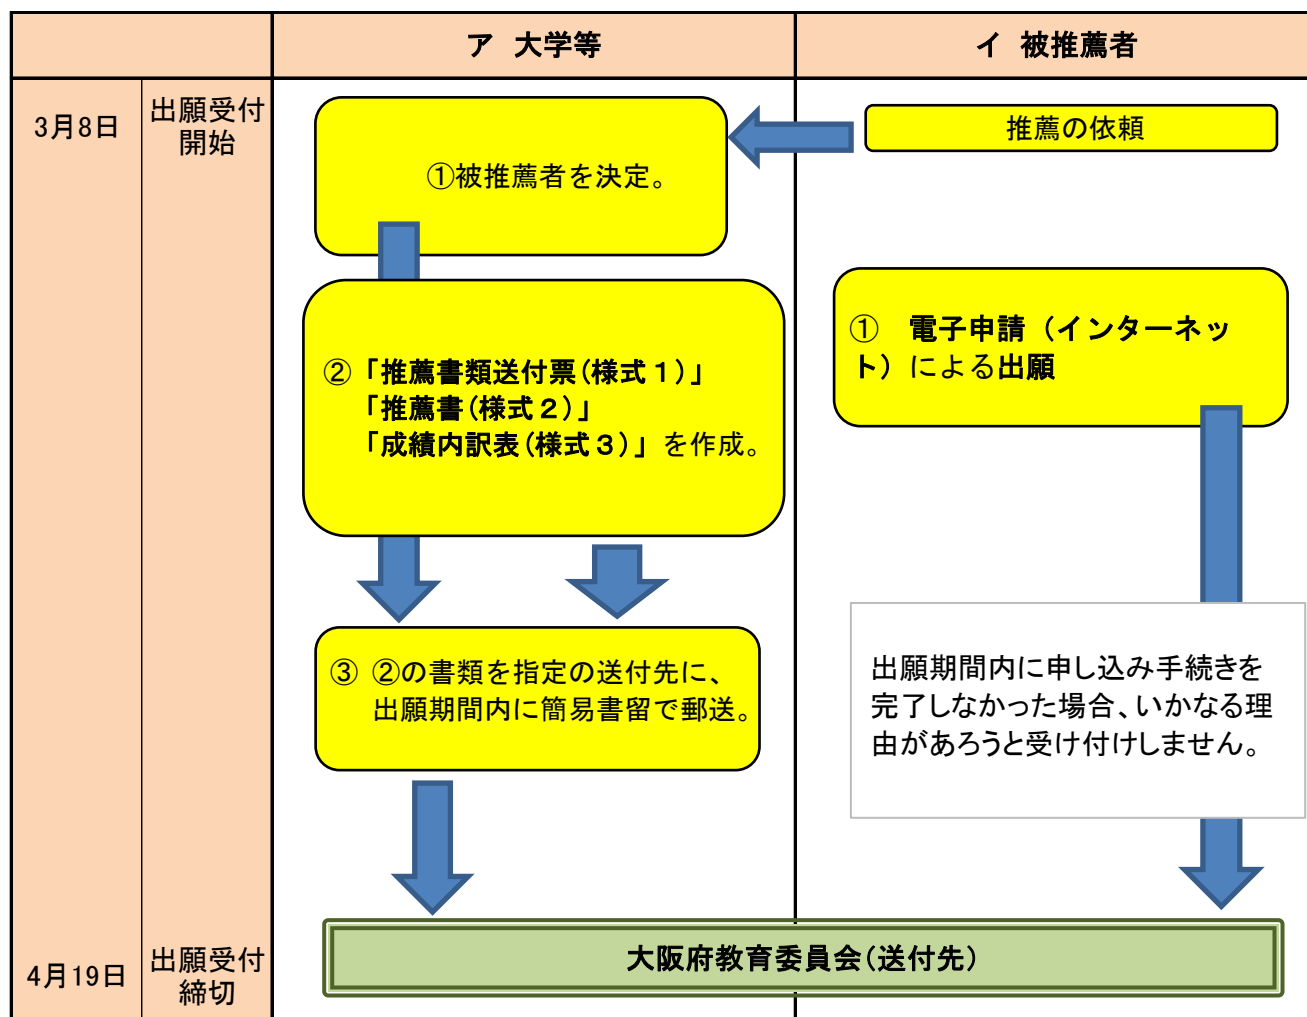 ア 大学等
イ 被推薦者
3月8日
出願受付
開始
推薦の依頼
①被推薦者を決定。
① 電子申請（インターネッ
ト）による出願
②「推薦書類送付票(様式１)」
「推薦書(様式２)」
「成績内訳表(様式３)」を作成。
③ ②の書類を指定の送付先に、
出願期間内に簡易書留で郵送。
出願期間内に申し込み手続きを
完了しなかった場合、いかなる理
由があろうと受け付けしません。
4月19日
出願受付
締切
大阪府教育委員会(送付先)